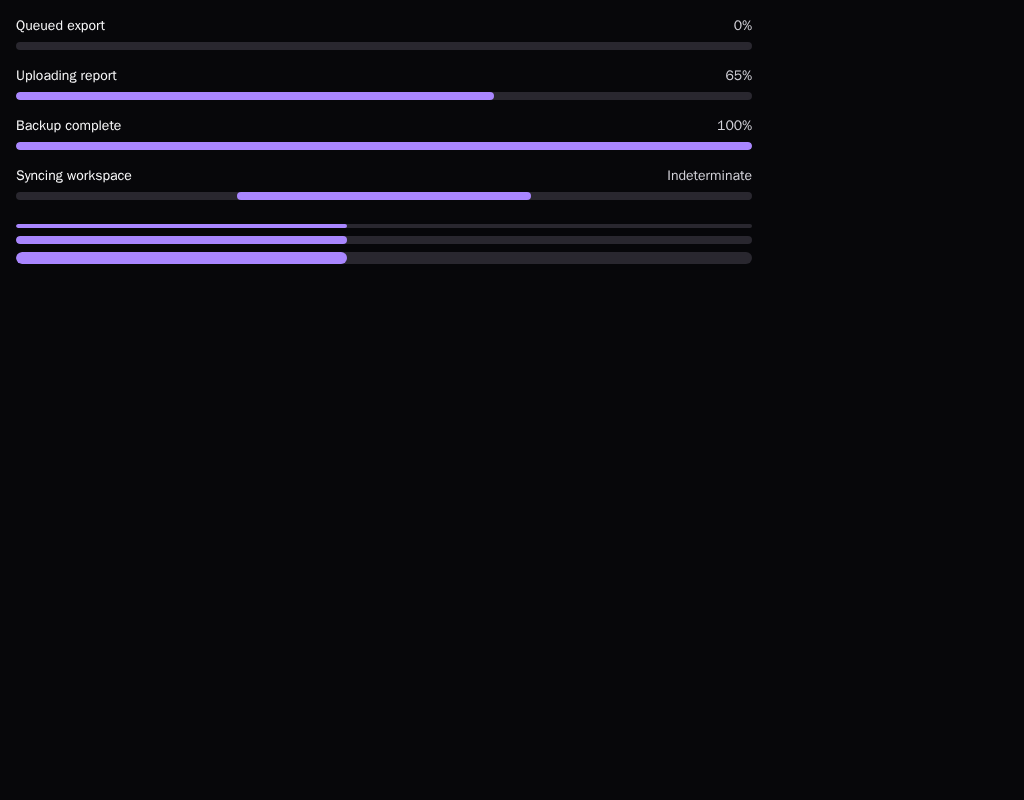 Queued export 0%
Uploading report 65%
Backup complete 100%
Syncing workspace Indeterminate